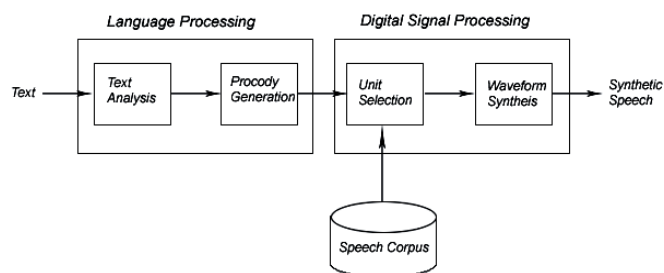 Language Processing
Digital Signal Processing
Text
Text
Analysis
Procody
Generation
Unit
Selection
Waveform
Syntheis
Synthetic
Speech
Speech Corpus